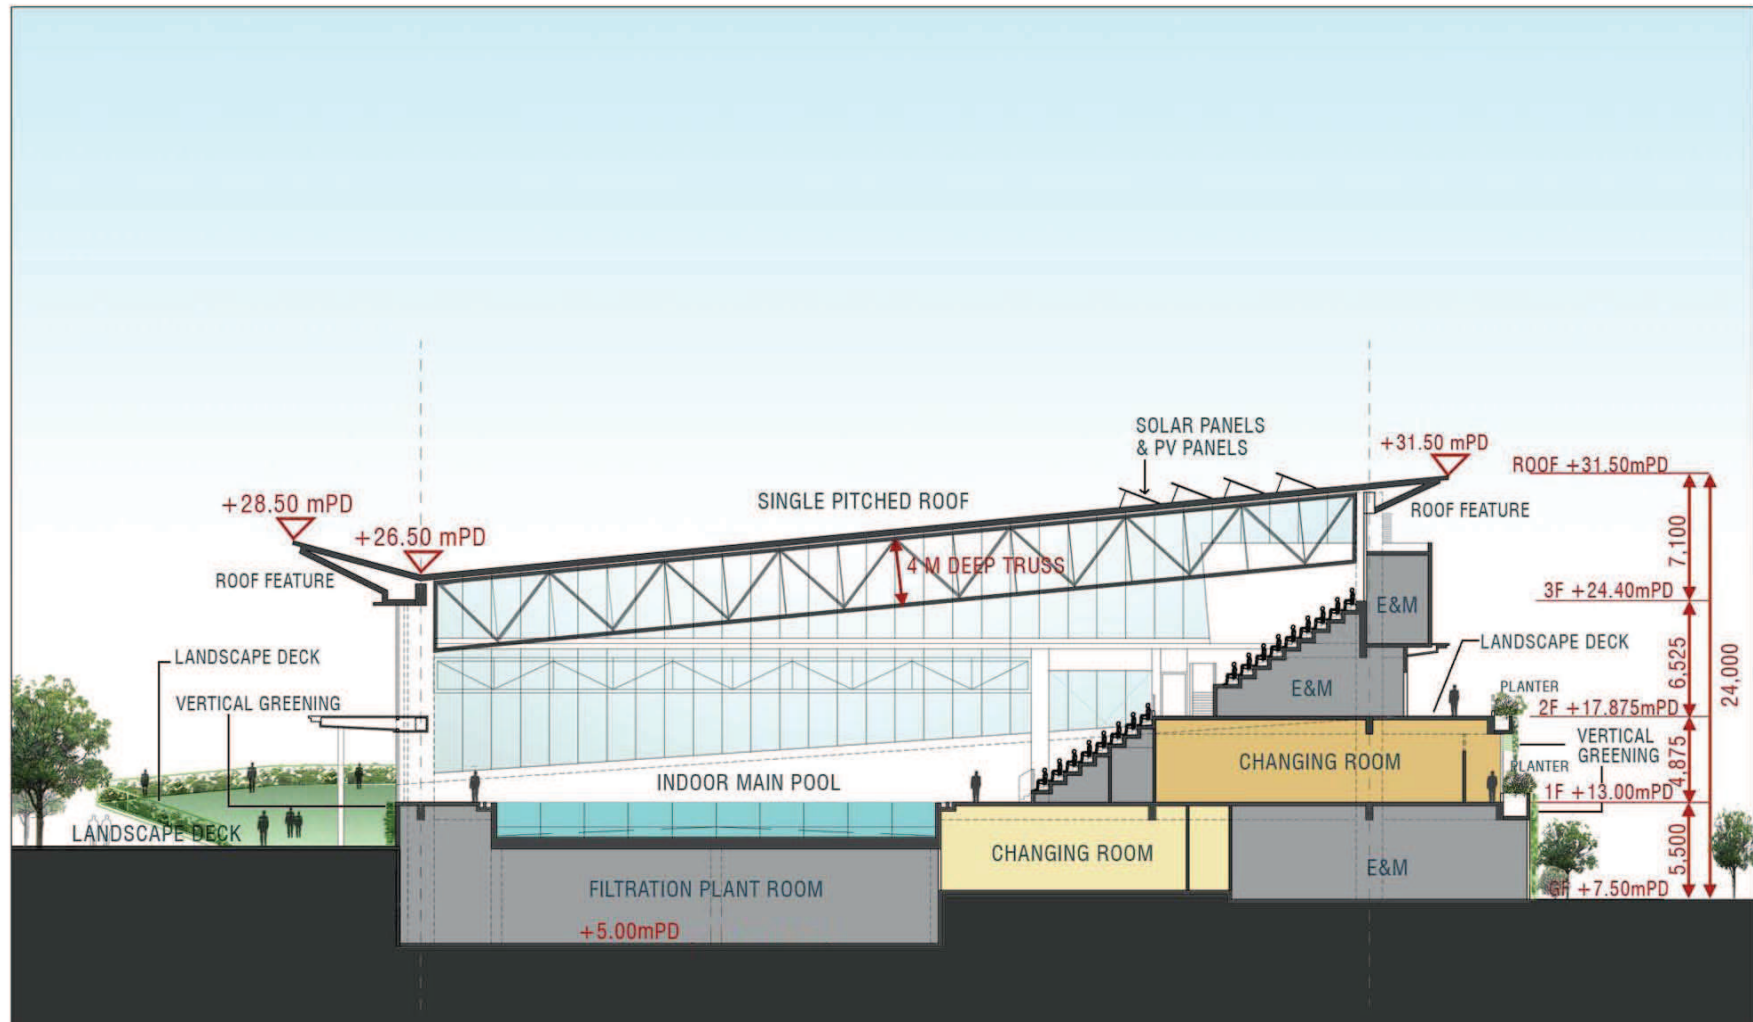 SOLAR PANELS
& PV PANELS
+31.50 mPD
ROOF +31.50mPD
+28.50 mPD
SINGLE PITCHED ROOF
+26.50 mPD
ROOF FEATURE
ROOF FEATURE
4 M DEEP TRUSS
7,100
3F +24.40mPD
E&M
LANDSCAPE DECK
LANDSCAPE DECK
6,525
24,000
E&M
PLANTER
VERTICAL GREENING
2F +17.875mPD
VERTICAL
GREENING
CHANGING ROOM
PLANTER
4,875
INDOOR MAIN POOL
1F +13.00mPD
LANDSCAPE DECK
CHANGING ROOM
5,500
E&M
FILTRATION PLANT ROOM
GF +7.50mPD
+5.00mPD